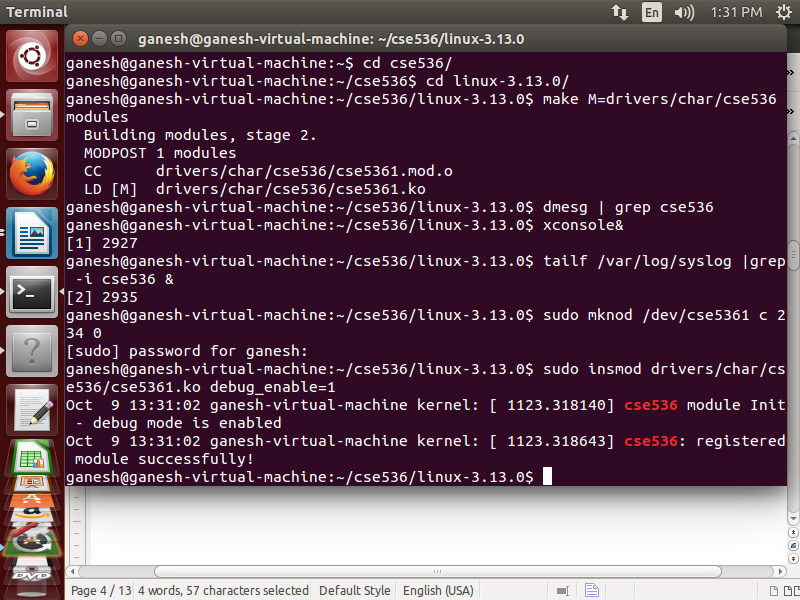 Terminal
En
1:31 PM
ganesh@ganesh-virtual-machine: ~/cse536/linux-3.13.0
ganesh@ganesh-virtual-machine:~$ cd cse536/
ganesh@ganesh-virtual-machine:~/cse536$ cd linux-3.13.0/
ganesh@ganesh-virtual-machine:~/cse536/linux-3.13.0$ make M=drivers/char/cse536
modules
  Building modules, stage 2.
  MODPOST 1 modules
  CC      drivers/char/cse536/cse5361.mod.o
  LD [M]  drivers/char/cse536/cse5361.ko
ganesh@ganesh-virtual-machine:~/cse536/linux-3.13.0$ dmesg | grep cse536
ganesh@ganesh-virtual-machine:~/cse536/linux-3.13.0$ xconsole&
[1] 2927
ganesh@ganesh-virtual-machine:~/cse536/linux-3.13.0$ tailf /var/log/syslog |grep
 -i cse536 &
[2] 2935
ganesh@ganesh-virtual-machine:~/cse536/linux-3.13.0$ sudo mknod /dev/cse5361 c 2
34 0
[sudo] password for ganesh:
ganesh@ganesh-virtual-machine:~/cse536/linux-3.13.0$ sudo insmod drivers/char/cs
e536/cse5361.ko debug_enable=1
Oct  9 13:31:02 ganesh-virtual-machine kernel: [ 1123.318140] cse536 module Init
 - debug mode is enabled
Oct  9 13:31:02 ganesh-virtual-machine kernel: [ 1123.318643] cse536: registered
 module successfully!
ganesh@ganesh-virtual-machine:~/cse536/linux-3.13.0$
Page 4 / 13 4 words, 57 characters selected Default Style English (USA)